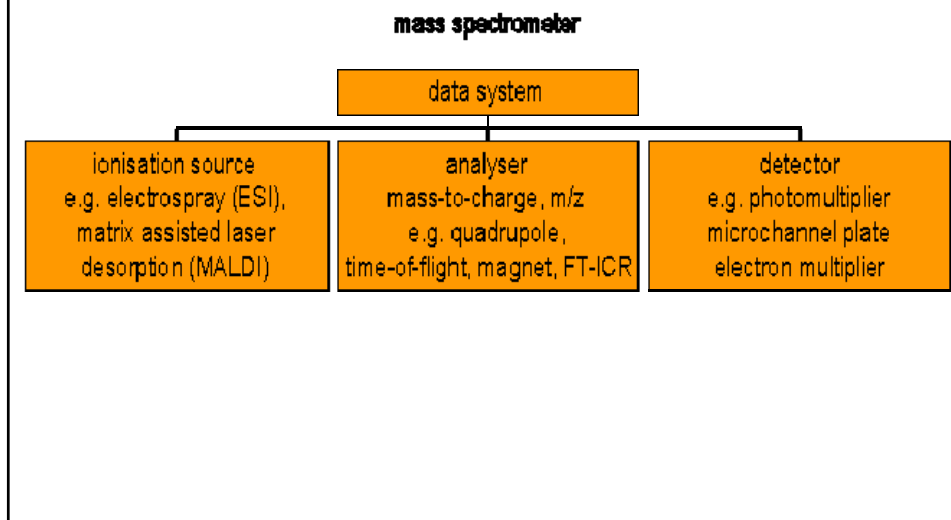 mass spectrometer
data system
ionisation source
e.g. electrospray (ESI),
matrix assisted laser
desorption (MALDI)
analyser
mass-to-charge, m/z
e.g. quadrupole,
time-of-flight, magnet, FT-ICR
detector
e.g. photomultiplier
microchannel plate
electron multiplier